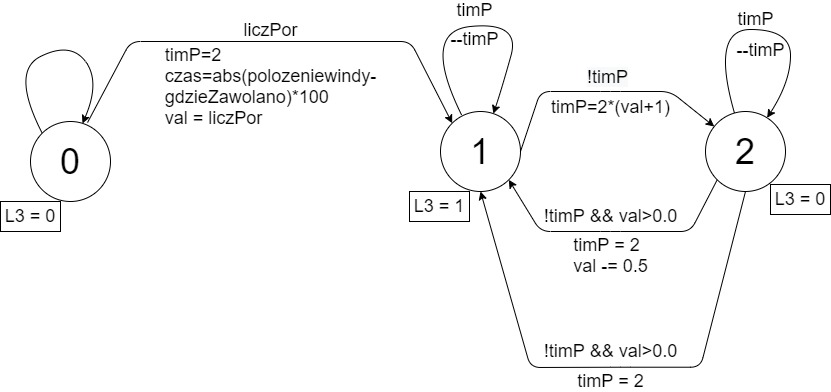 liczPor
timP=2
czas=abs(polozeniewindy-
gdzieZawolano)*100
val = liczPor
0
L3 = 0
timP
--timP
1
L3 = 1
!timP
timP=2*(val+1)
timP
--timP
2
L3 = 0
!timP && val>0.0
timP = 2
val -= 0.5
!timP && val>0.0
timP = 2